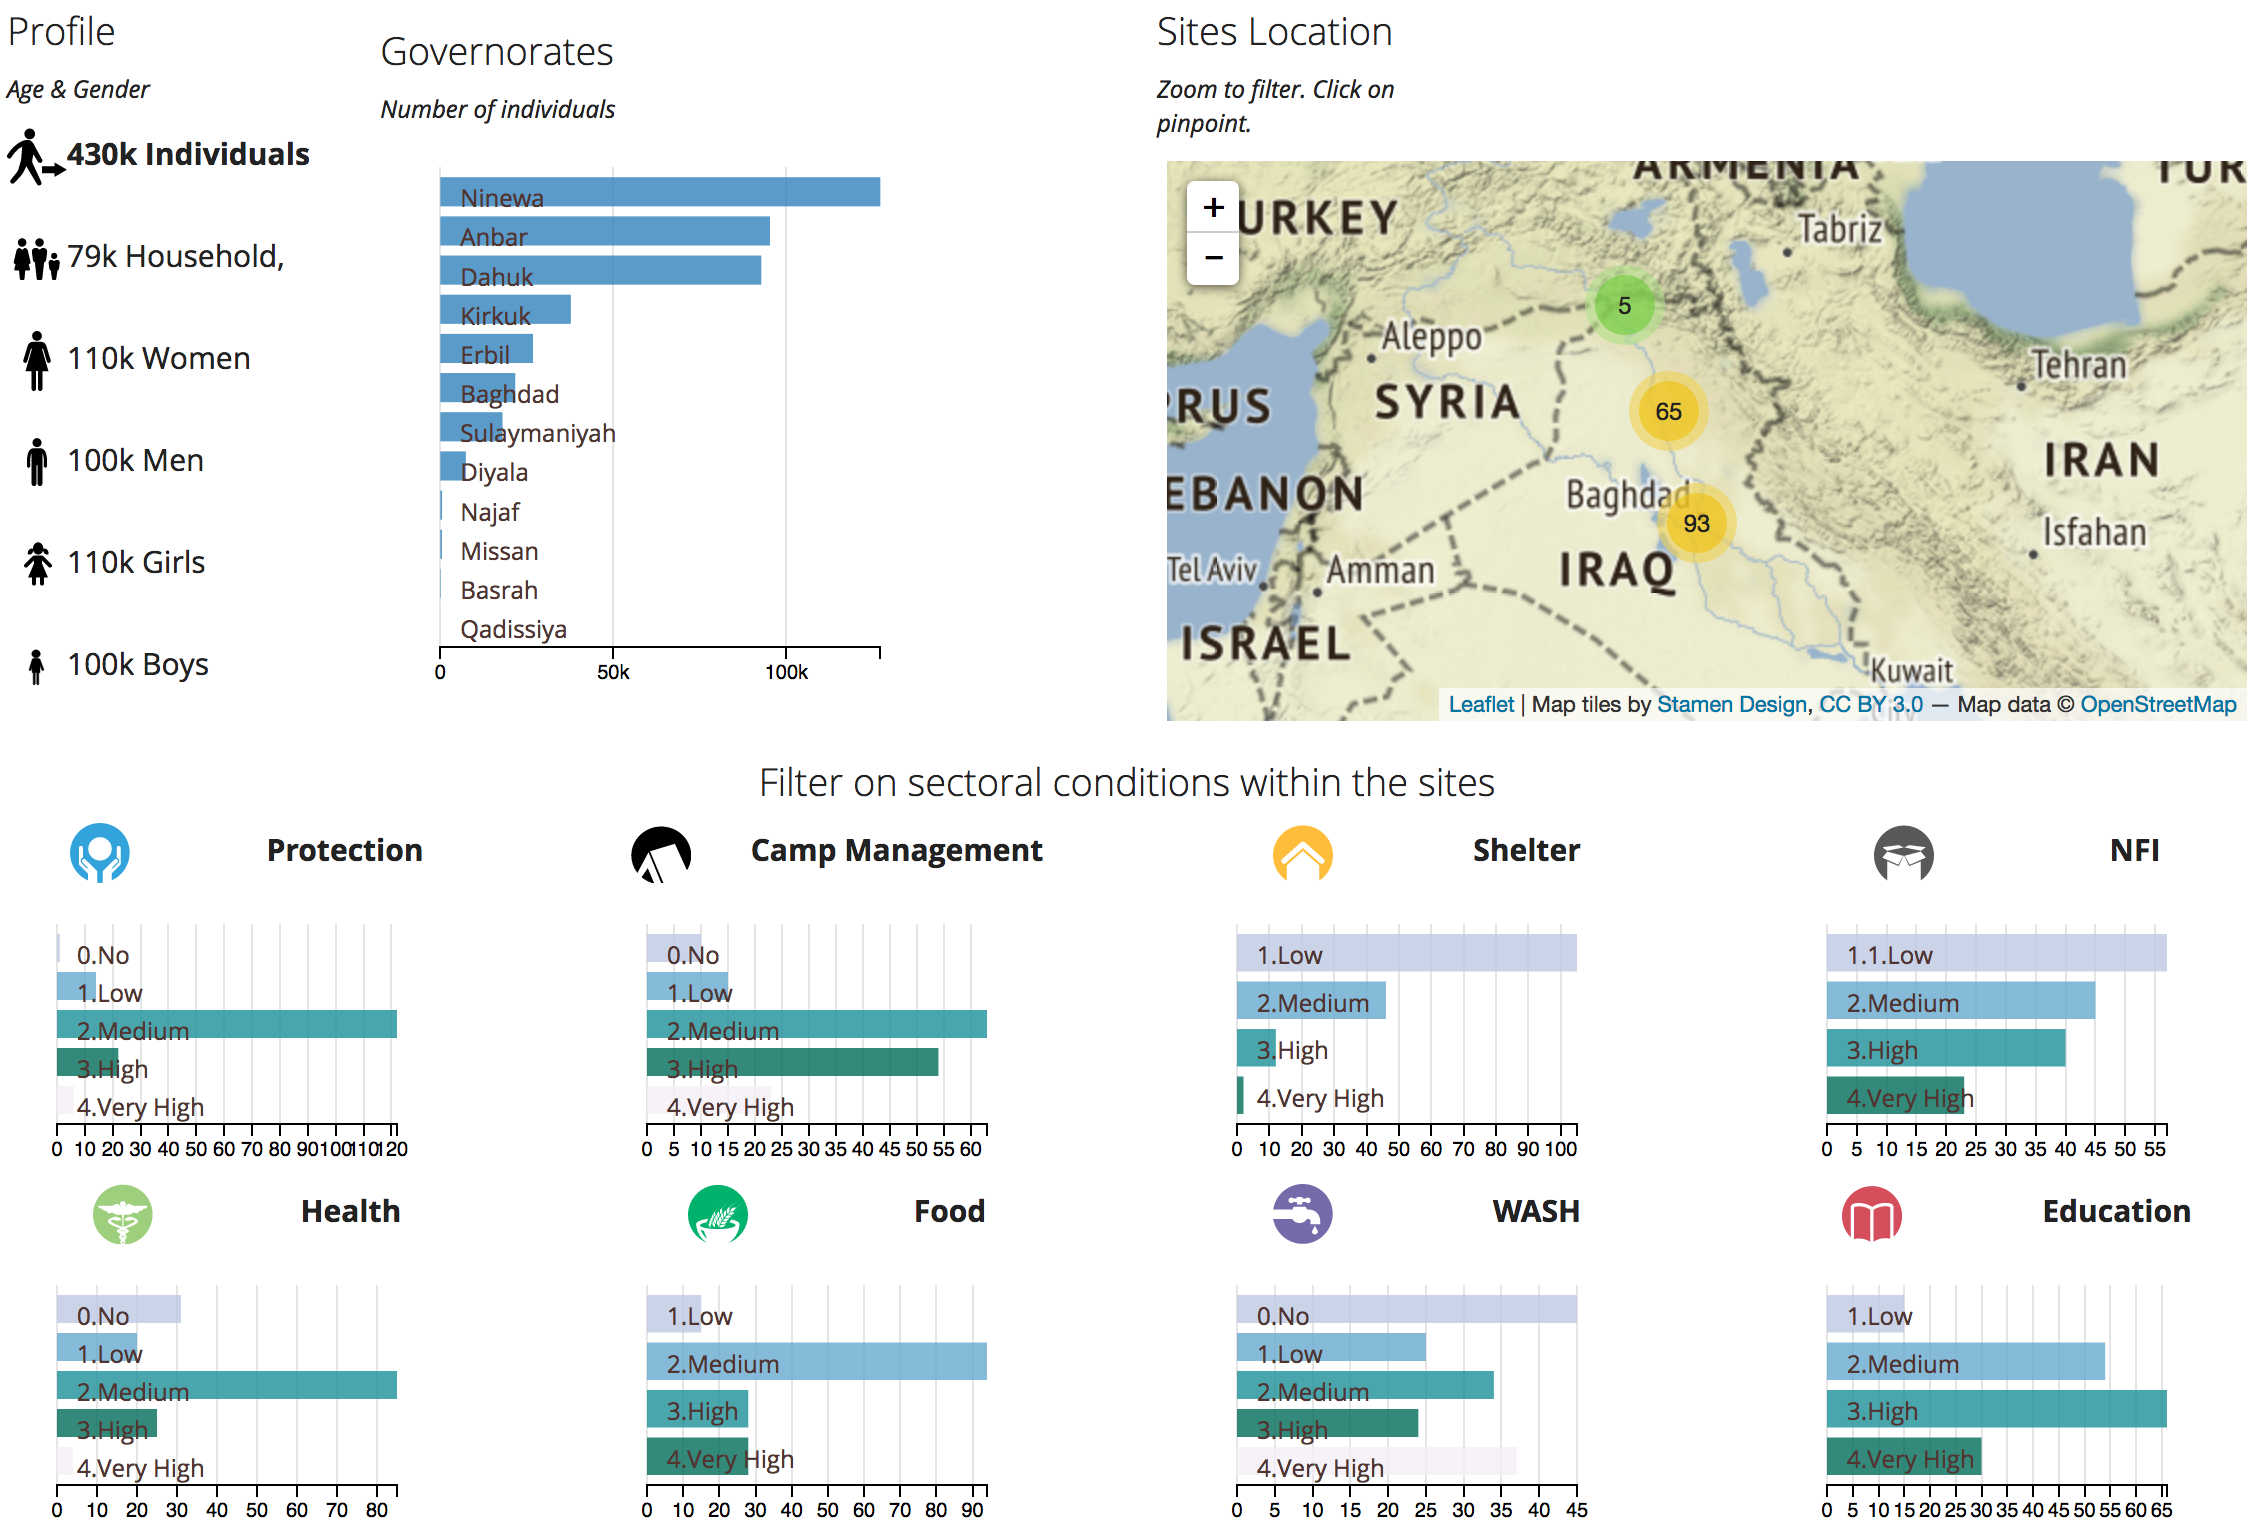 Profile
Age & Gender
430k Individuals
79k Household,
110k Women
100k Men
110k Girls
100k Boys
Governorates
Number of individuals
Ninewa
Anbar
Dahuk
Kirkuk
Erbil
Baghdad
Sulaymaniyah
Diyala
Najaf
Missan
Basrah
Qadissiya
0 50k 100k
Sites Location
Zoom to filter. Click on
pinpoint.
+
−
ARMENIA
TUR
URKEY
Tabriz
5
Aleppo
Tehran
SYRIA
RUS
65
IRAN
EBANON
Baghdad
93
Isfahan
Tel Aviv
Amman
IRAQ
ISRAEL
Kuwait
City
Leaflet | Map tiles by Stamen Design, CC BY 3.0 — Map data © OpenStreetMap
Filter on sectoral conditions within the sites
Protection
0.No
1.Low
2.Medium
3.High
4.Very High
0 10 20 30 40 50 60 70 80 90 100 110 120
Camp Management
0.No
1.Low
2.Medium
3.High
4.Very High
0 5 10 15 20 25 30 35 40 45 50 55 60
Shelter
1.Low
2.Medium
3.High
4.Very High
0 10 20 30 40 50 60 70 80 90 100
NFI
1.1.Low
2.Medium
3.High
4.Very High
0 5 10 15 20 25 30 35 40 45 50 55
Health
0.No
1.Low
2.Medium
3.High
4.Very High
0 10 20 30 40 50 60 70 80
Food
1.Low
2.Medium
3.High
4.Very High
0 10 20 30 40 50 60 70 80 90
WASH
0.No
1.Low
2.Medium
3.High
4.Very High
0 5 10 15 20 25 30 35 40 45
Education
1.Low
2.Medium
3.High
4.Very High
0 5 10 15 20 25 30 35 40 45 50 55 60 65